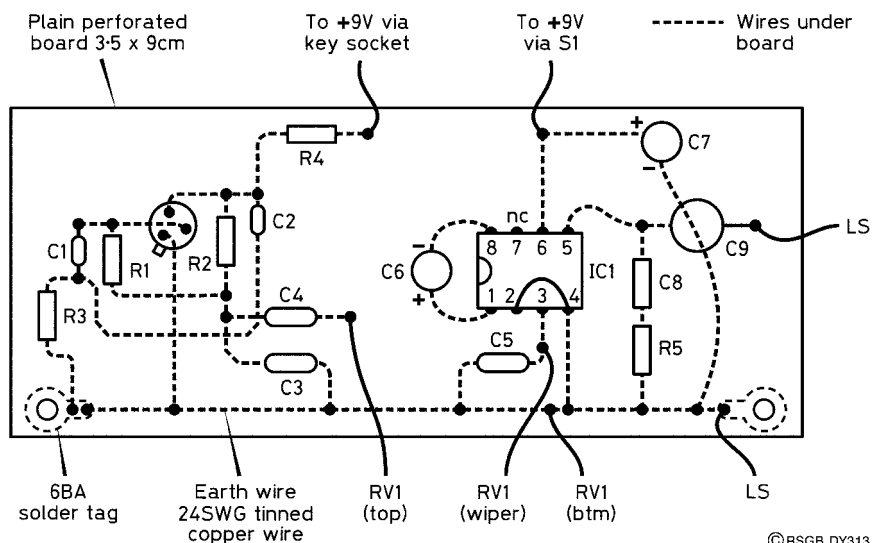 Plain perforated
board 3·5 x 9cm
To +9V via
key socket
To +9V
via S1
Wires under
board
R4
+
C7
−
C2
nc
8 7 6 5
−
C6
+
IC1
1 2 3 4
C9
LS
C1
R1
R2
C8
R3
C4
C5
R5
C3
6BA
solder tag
Earth wire
24SWG tinned
copper wire
RV1
(top)
RV1
(wiper)
RV1
(btm)
LS
©RSGB DY313